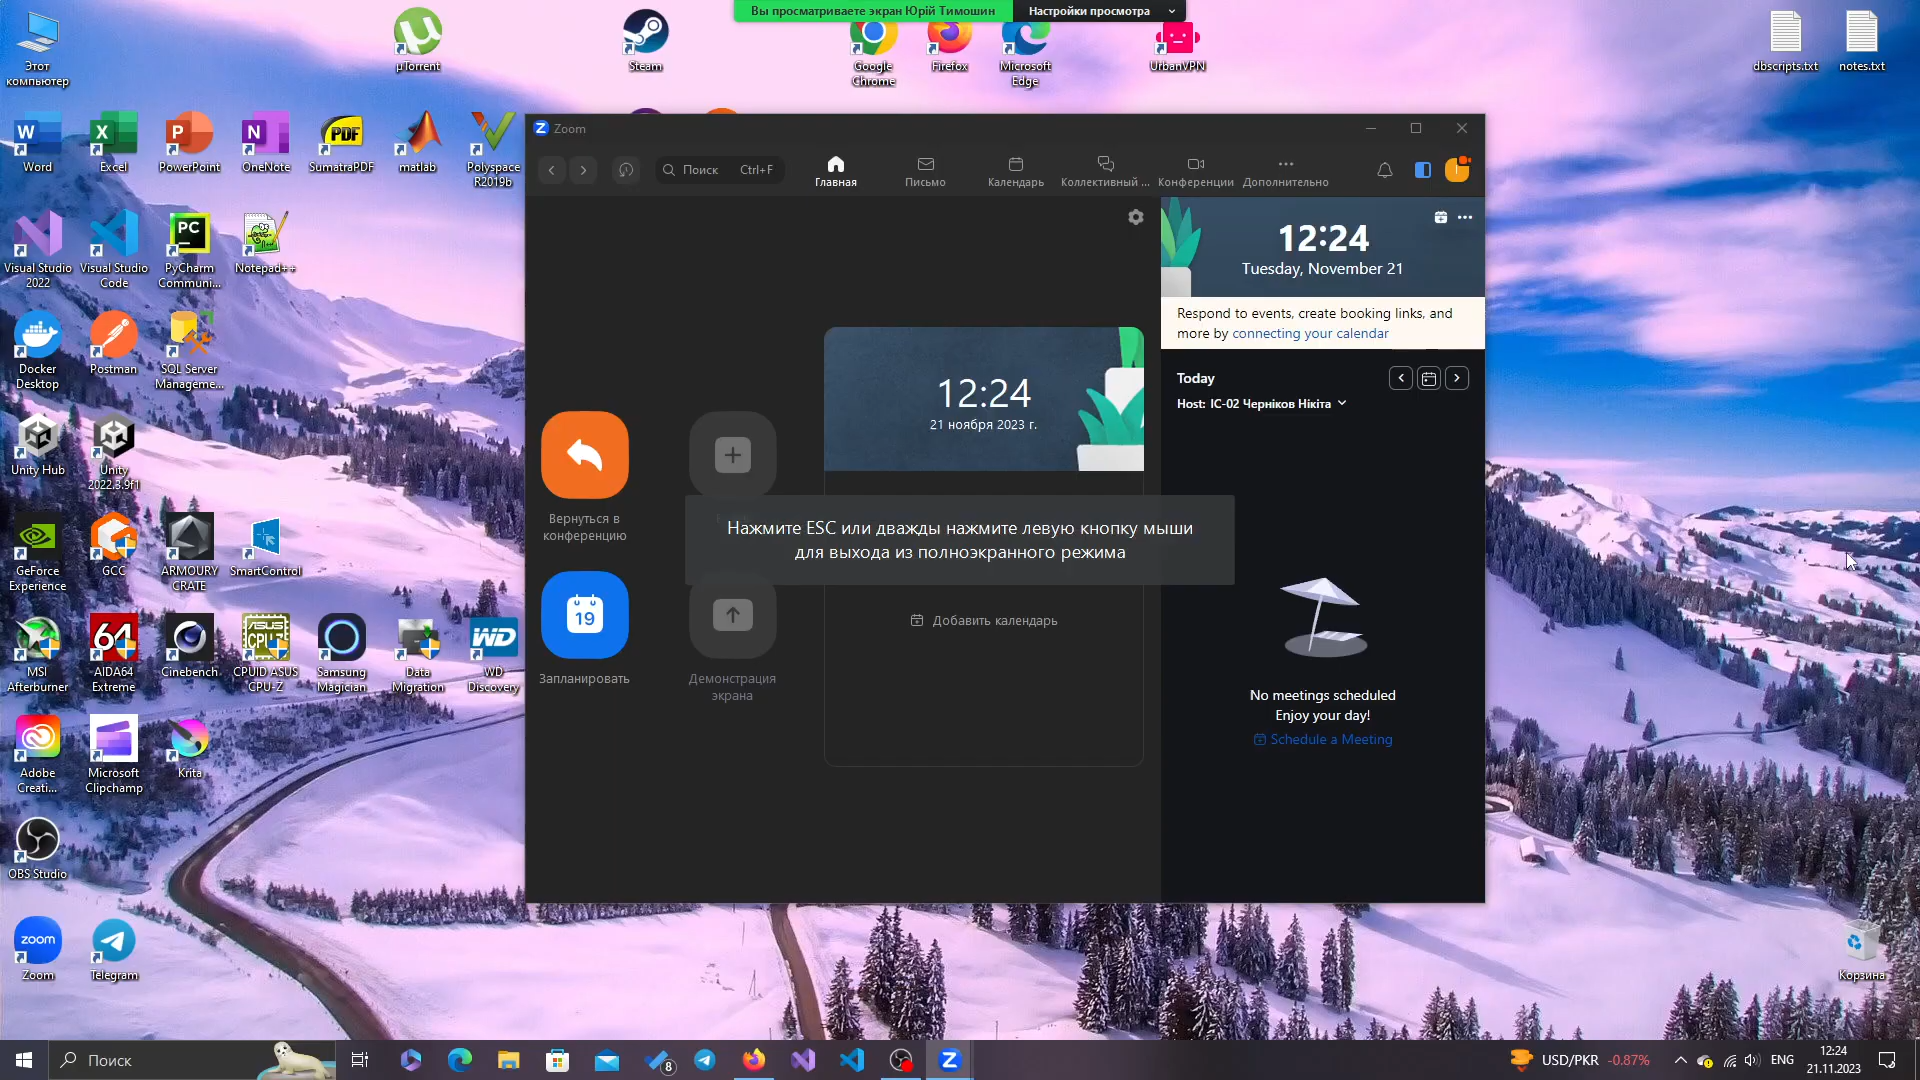 Вы просматриваете экран Юрій Тимошин
Настройки просмотра
Этот
компьютер
µTorrent
Steam
Google
Chrome
Firefox
Microsoft
Edge
UrbanVPN
dbscripts.txt
notes.txt
Word
Excel
PowerPoint
OneNote
SumatraPDF
matlab
Polyspace
R2019b
Visual Studio
2022
Visual Studio
Code
PyCharm
Communi...
Notepad++
Docker
Desktop
Postman
SQL Server
Manageme...
Unity Hub
Unity
2022.3.9f1
GeForce
Experience
GCC
ARMOURY
CRATE
SmartControl
MSI
Afterburner
AIDA64
Extreme
Cinebench
CPUID ASUS
CPU-Z
Samsung
Magician
Data
Migration
WD
Discovery
Adobe
Creati...
Microsoft
Clipchamp
Krita
OBS Studio
Zoom
Telegram
Корзина
Zoom
Поиск Ctrl+F
Главная
Письмо
Календарь
Коллективный ...
Конференции
Дополнительно
12:24
Tuesday, November 21
Respond to events, create booking links, and
more by connecting your calendar
Today
Host: ІС-02 Черніков Нікіта
12:24
21 ноября 2023 г.
Вернуться в
конференцию
Нажмите ESC или дважды нажмите левую кнопку мыши
для выхода из полноэкранного режима
19
Запланировать
Демонстрация
экрана
Добавить календарь
No meetings scheduled
Enjoy your day!
Schedule a Meeting
Поиск
8
USD/PKR -0.87%
ENG
12:24
21.11.2023